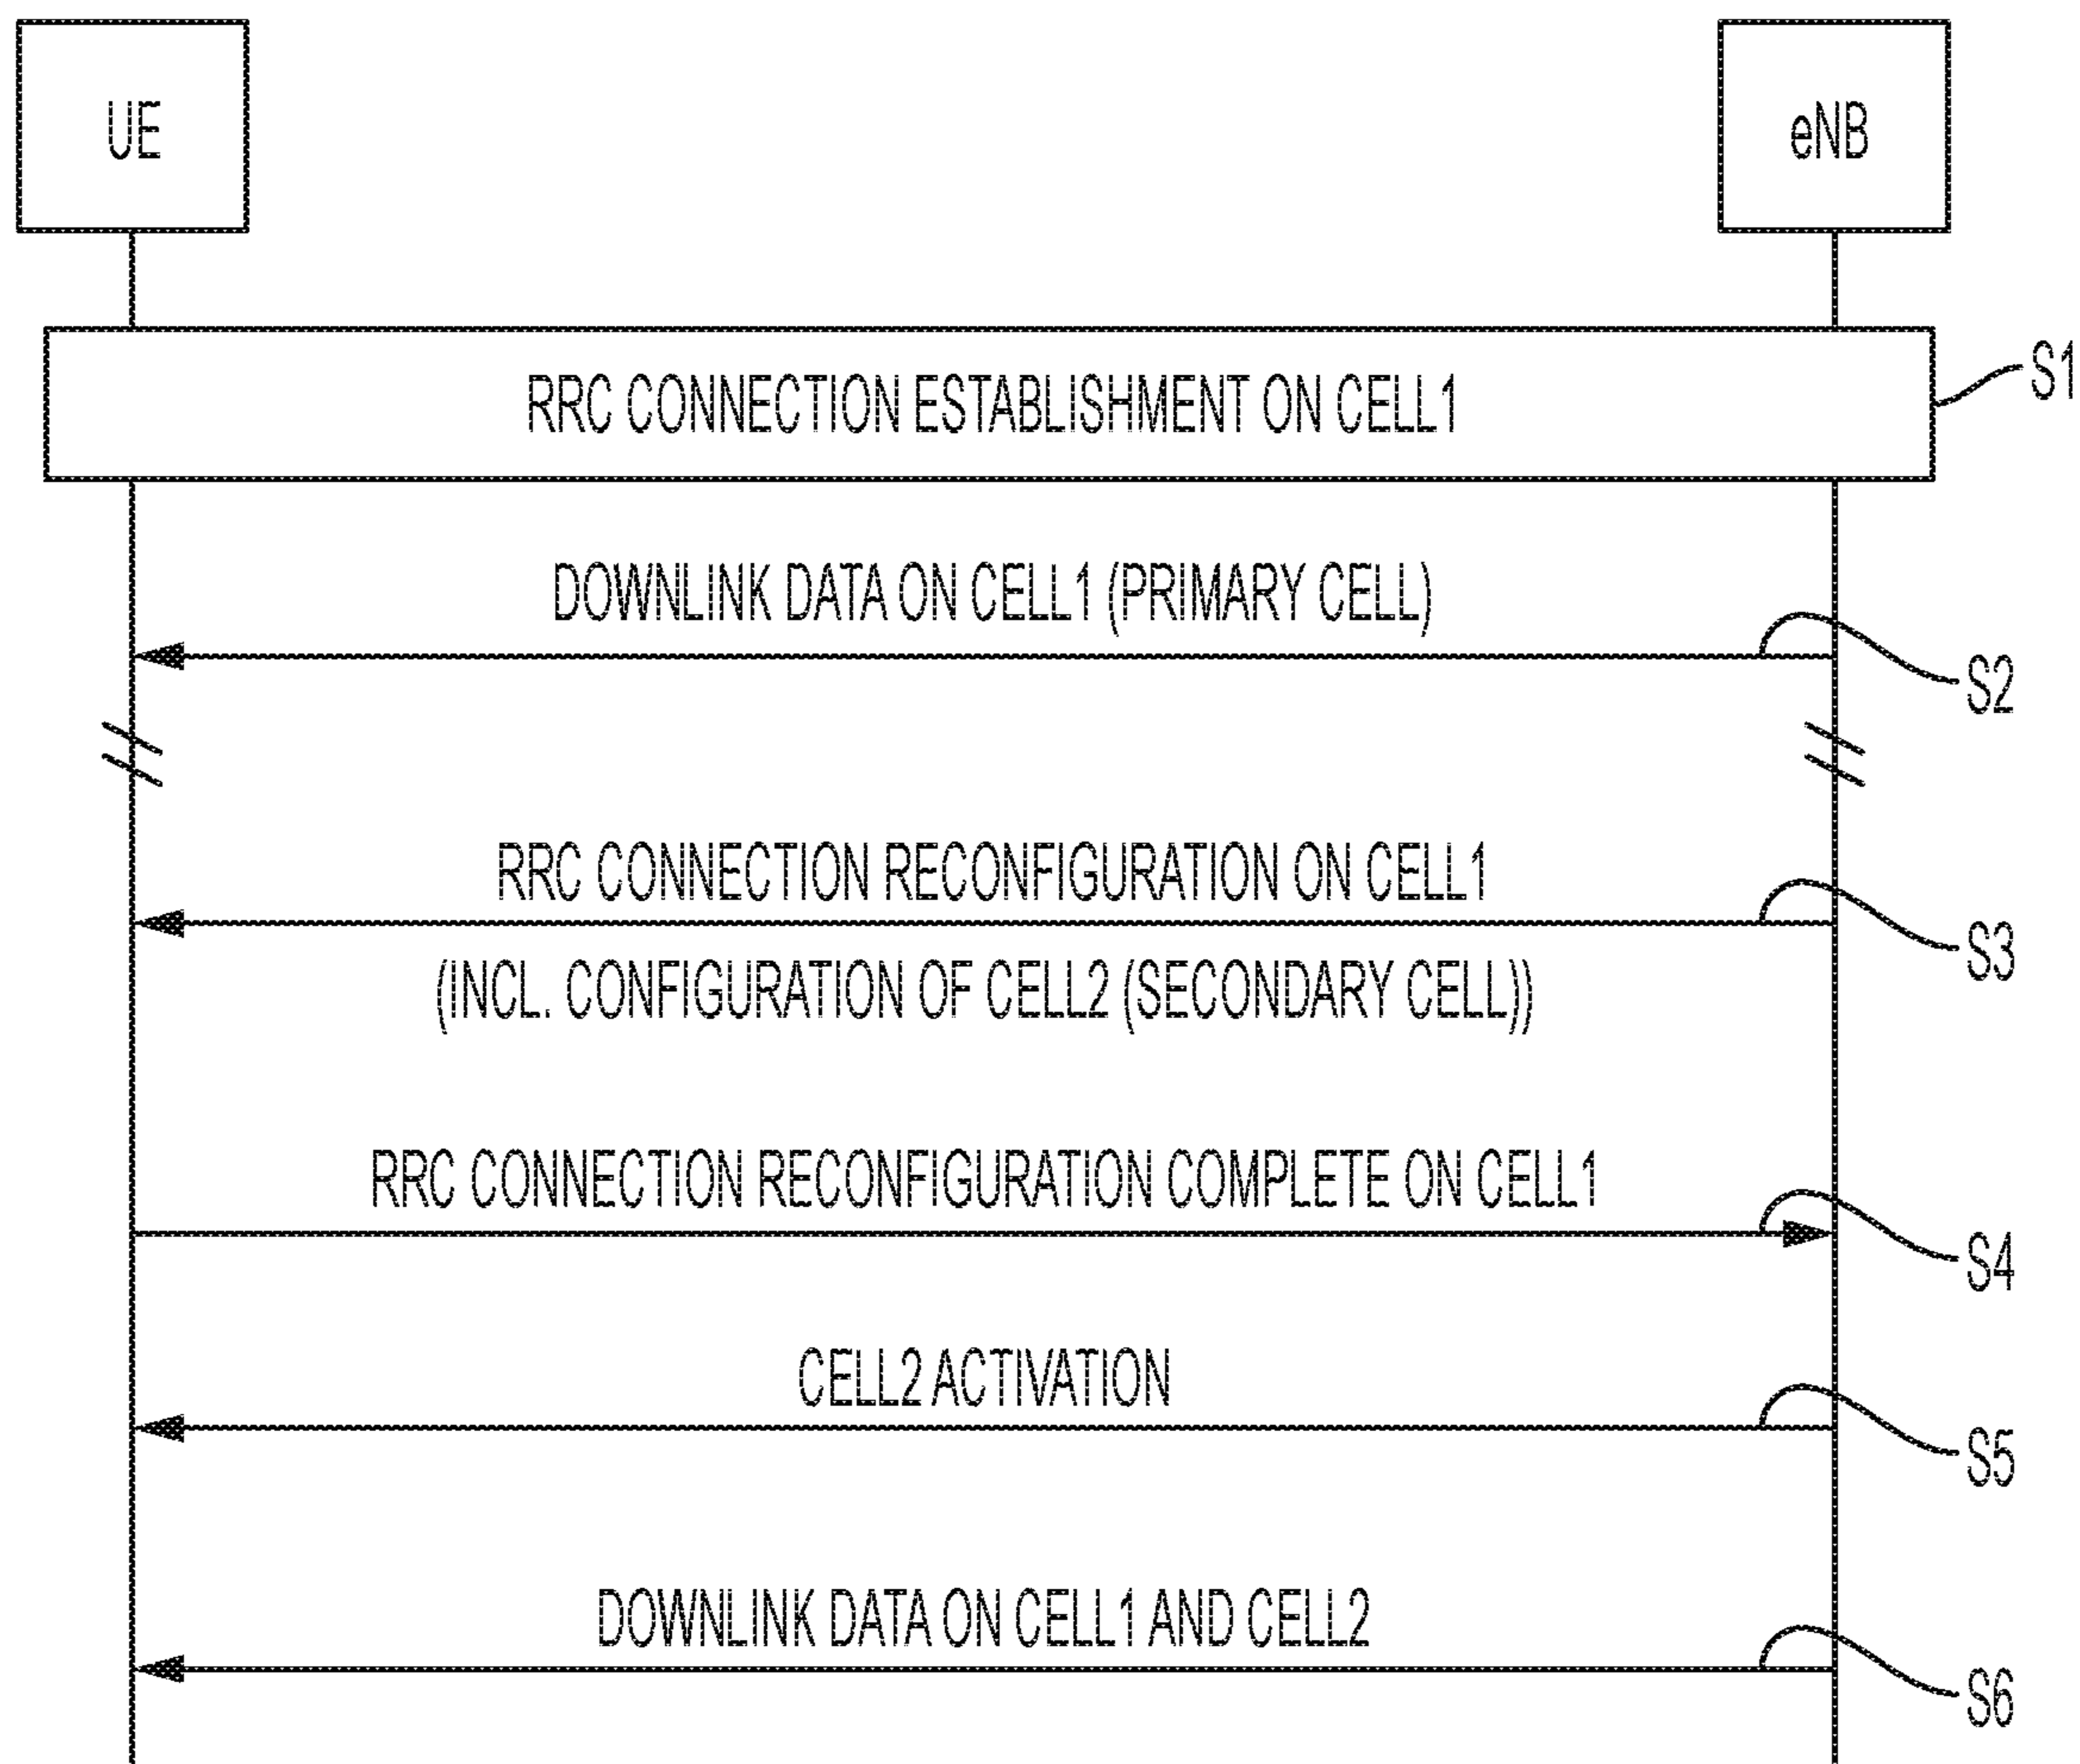 UE
eNB
RRC CONNECTION ESTABLISHMENT ON CELL1
S1
DOWNLINK DATA ON CELL1 (PRIMARY CELL)
S2
RRC CONNECTION RECONFIGURATION ON CELL1
S3
(INCL. CONFIGURATION OF CELL2 (SECONDARY CELL))
RRC CONNECTION RECONFIGURATION COMPLETE ON CELL1
S4
CELL2 ACTIVATION
S5
DOWNLINK DATA ON CELL1 AND CELL2
S6